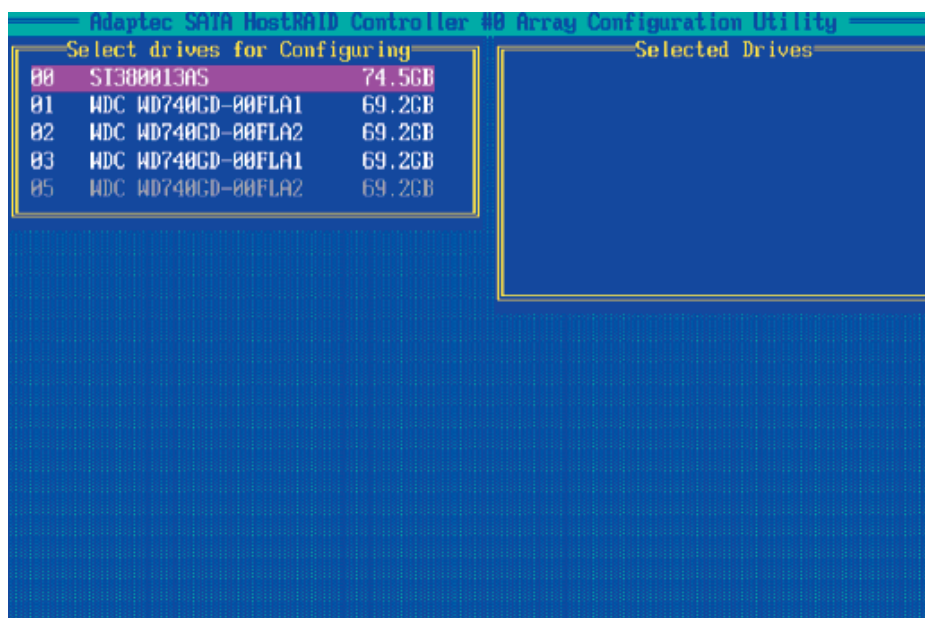 Adaptec SATA HostRAID Controller #0 Array Configuration Utility
Select drives for Configuring
Selected Drives
00 ST380013AS 74.5GB
01 WDC WD740GD-00FLA1 69.2GB
02 WDC WD740GD-00FLA2 69.2GB
03 WDC WD740GD-00FLA1 69.2GB
05 WDC WD740GD-00FLA2 69.2GB